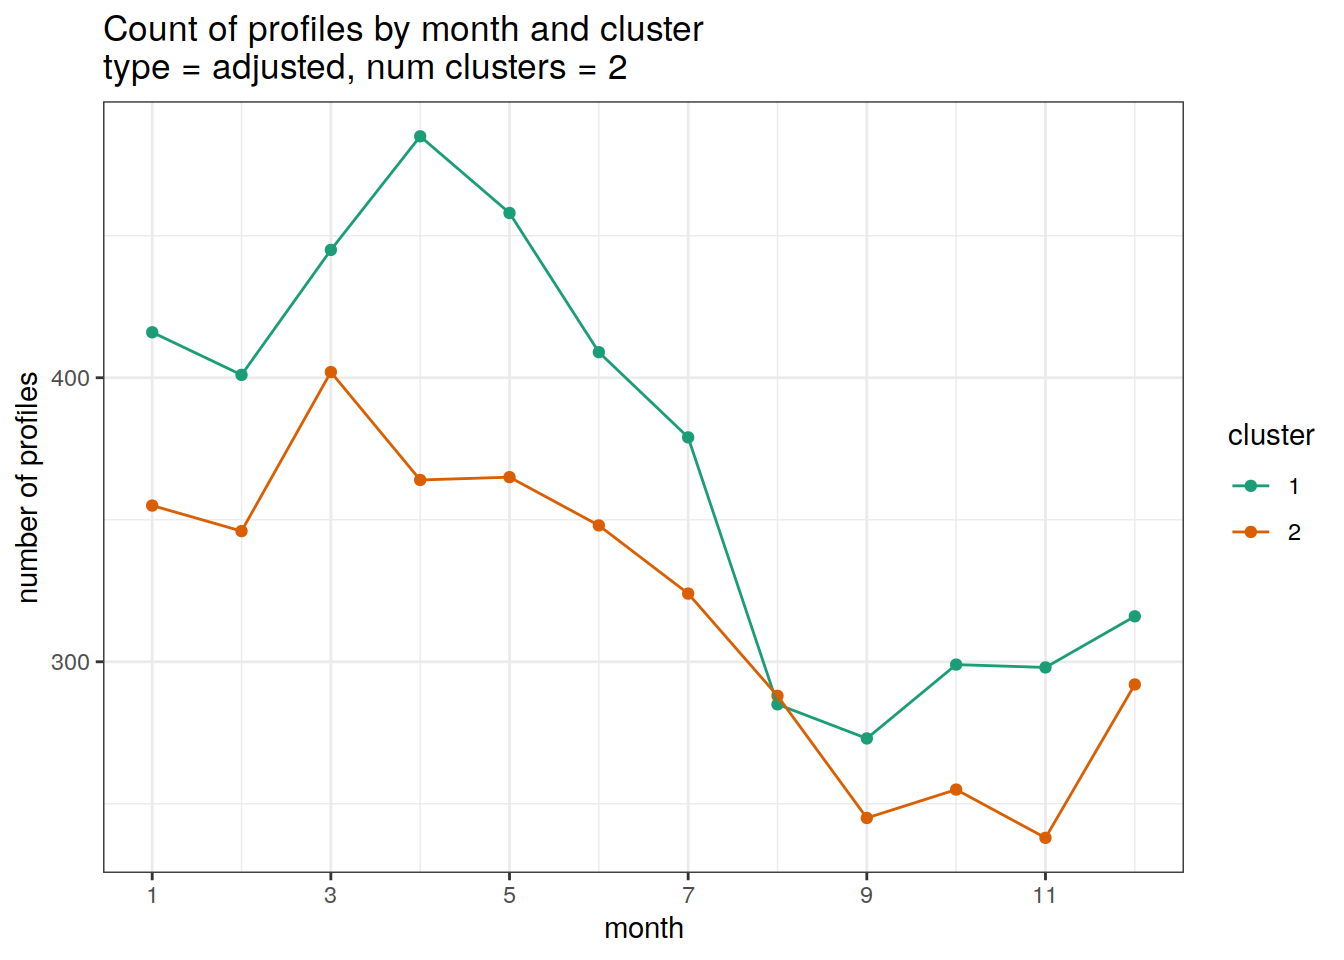 Count of profiles by month and cluster
type = adjusted, num clusters = 2
number of profiles
400
300
1
3
5
7
9
11
month
cluster
1
2